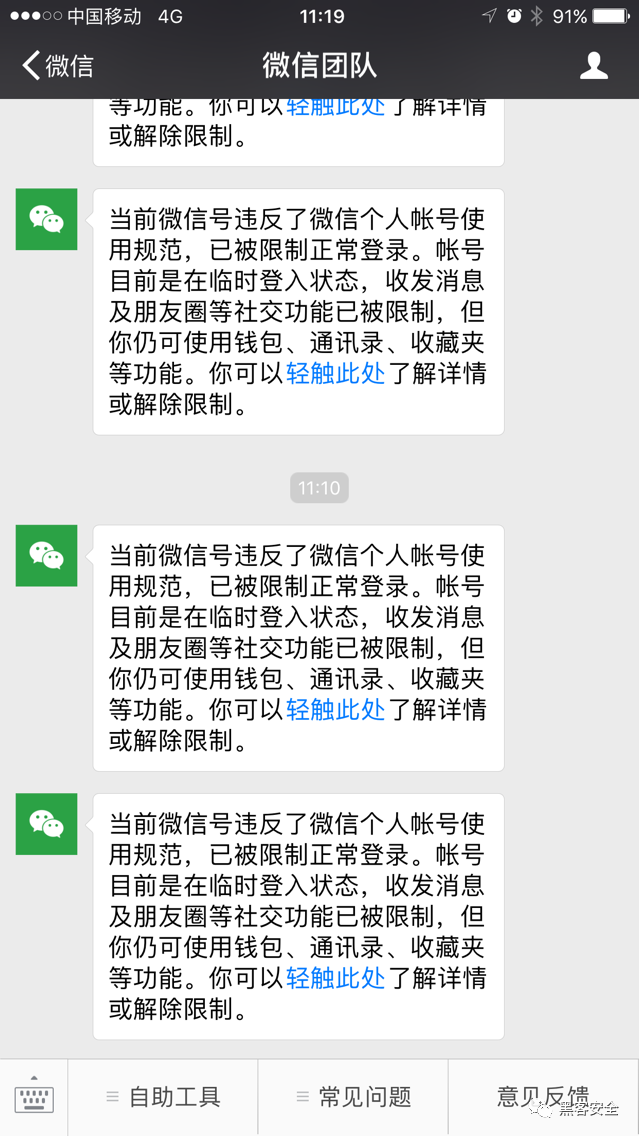 中国移动 4G 11:19 91%
微信 微信团队
等功能。你可以轻触此处了解详情
或解除限制。
当前微信号违反了微信个人帐号使
用规范，已被限制正常登录。帐号
目前是在临时登入状态，收发消息
及朋友圈等社交功能已被限制，但
你仍可使用钱包、通讯录、收藏夹
等功能。你可以轻触此处了解详情
或解除限制。
11:10
当前微信号违反了微信个人帐号使
用规范，已被限制正常登录。帐号
目前是在临时登入状态，收发消息
及朋友圈等社交功能已被限制，但
你仍可使用钱包、通讯录、收藏夹
等功能。你可以轻触此处了解详情
或解除限制。
当前微信号违反了微信个人帐号使
用规范，已被限制正常登录。帐号
目前是在临时登入状态，收发消息
及朋友圈等社交功能已被限制，但
你仍可使用钱包、通讯录、收藏夹
等功能。你可以轻触此处了解详情
或解除限制。
自助工具 常见问题 意见反馈
黑客安全